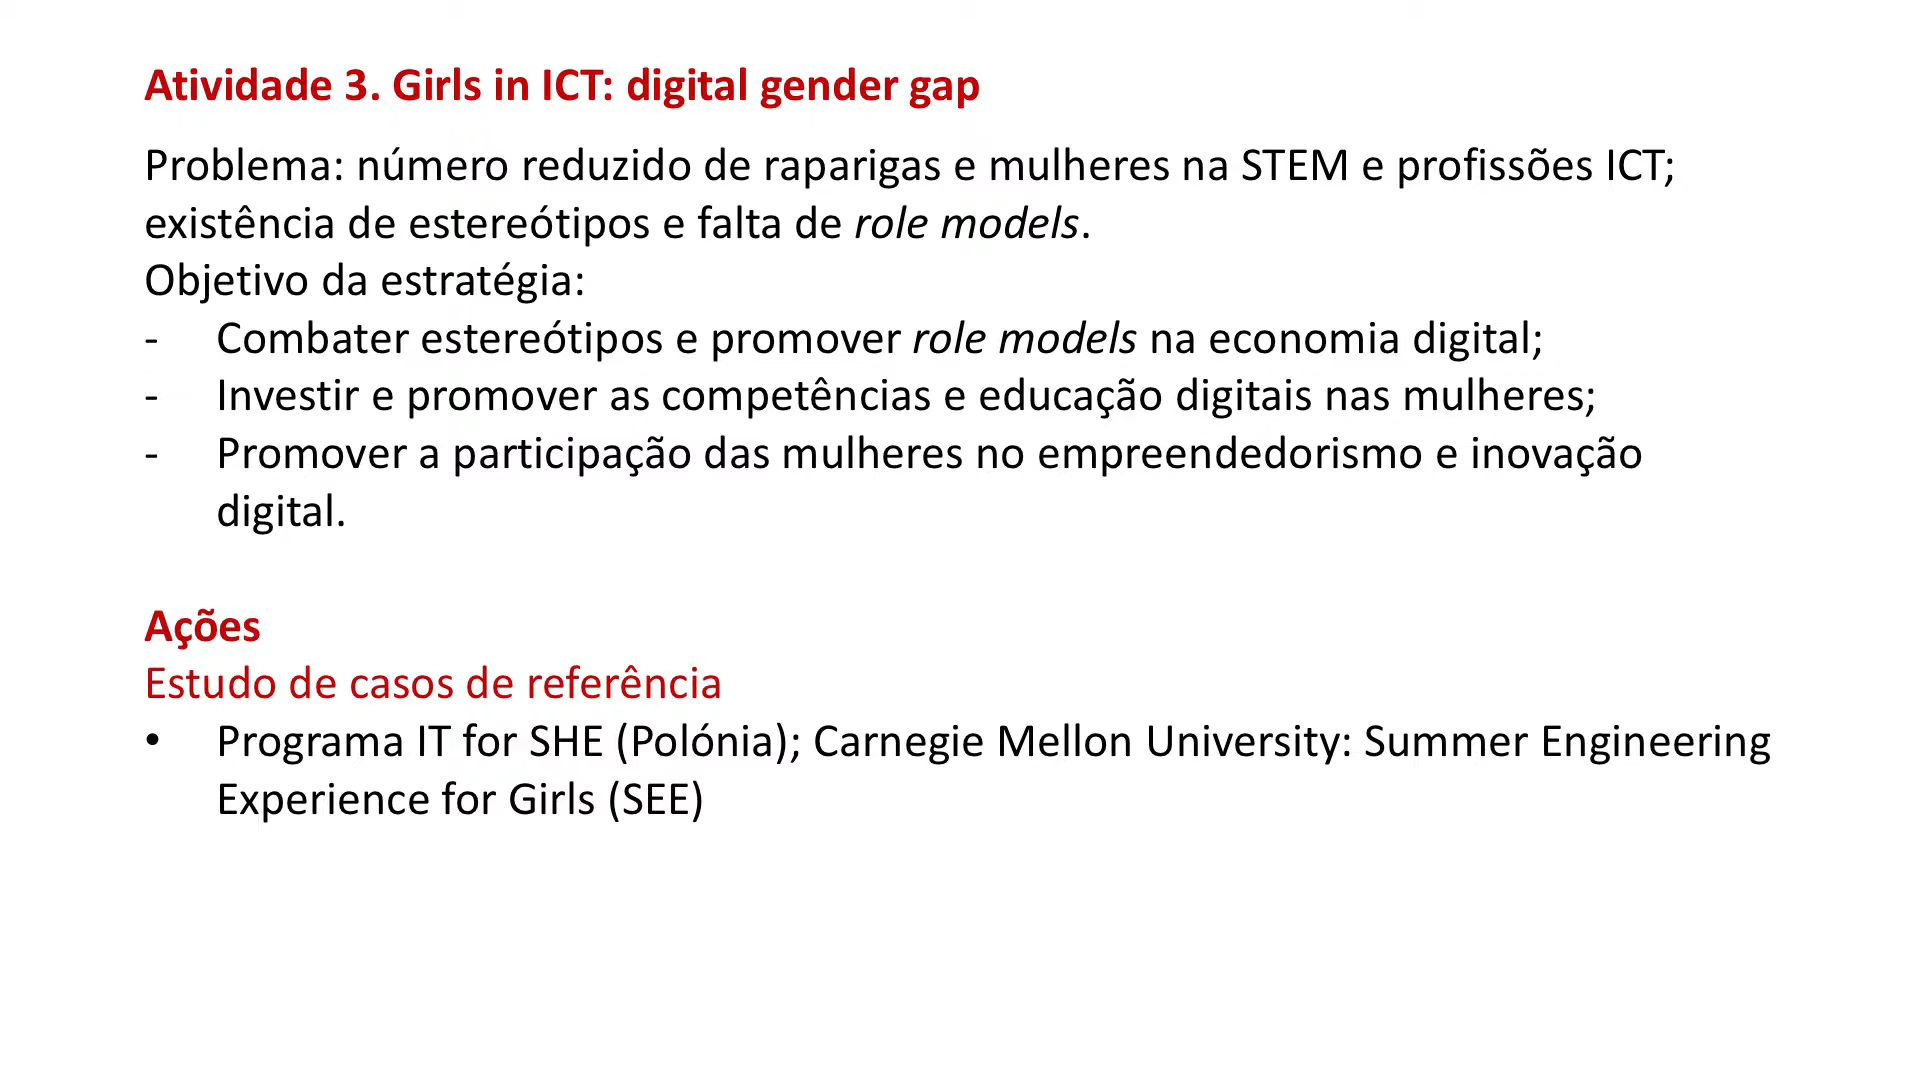 Atividade 3. Girls in ICT: digital gender gap
Problema: número reduzido de raparigas e mulheres na STEM e profissões ICT;
existência de estereótipos e falta de role models.
Objetivo da estratégia:
- Combater estereótipos e promover role models na economia digital;
- Investir e promover as competências e educação digitais nas mulheres;
- Promover a participação das mulheres no empreendedorismo e inovação
digital.
Ações
Estudo de casos de referência
• Programa IT for SHE (Polónia); Carnegie Mellon University: Summer Engineering
Experience for Girls (SEE)